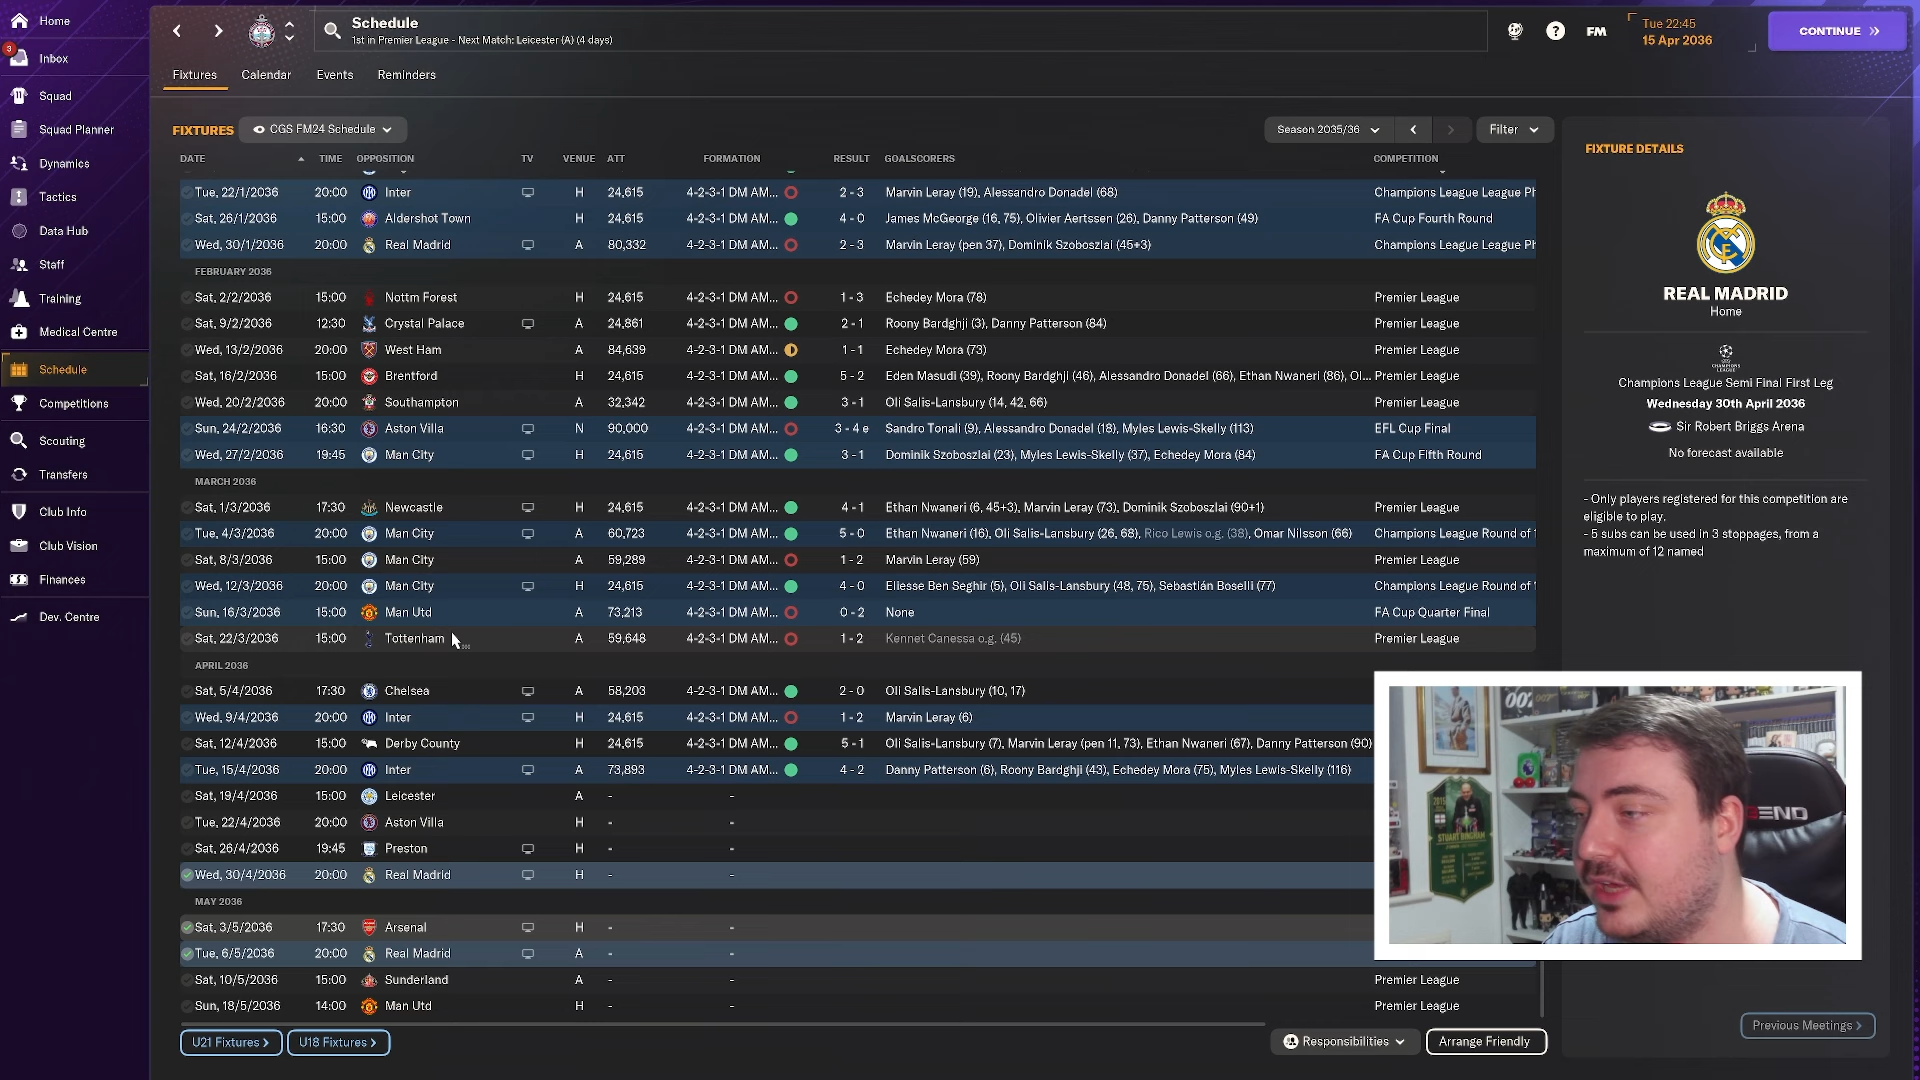 Home
3
Inbox
Squad
Squad Planner
Dynamics
Tactics
Data Hub
Staff
Training
Medical Centre
Schedule
Competitions
Scouting
Transfers
Club Info
Club Vision
Finances
Dev. Centre
Schedule
1st in Premier League - Next Match: Leicester (A) (4 days)
FM
Tue 22:45
15 Apr 2036
CONTINUE
Fixtures Calendar Events Reminders
FIXTURES CGS FM24 Schedule Season 2035/36 Filter
DATE TIME OPPOSITION TV VENUE ATT FORMATION RESULT GOALSCORERS COMPETITION
Tue, 22/1/2036 20:00 Inter H 24,615 4-2-3-1 DM AM... 2 - 3 Marvin Leray (19), Alessandro Donadel (68) Champions League League Ph
Sat, 26/1/2036 15:00 Aldershot Town H 24,615 4-2-3-1 DM AM... 4 - 0 James McGeorge (16, 75), Olivier Aertssen (26), Danny Patterson (49) FA Cup Fourth Round
Wed, 30/1/2036 20:00 Real Madrid A 80,332 4-2-3-1 DM AM... 2 - 3 Marvin Leray (pen 37), Dominik Szoboszlai (45+3) Champions League League Ph
FEBRUARY 2036
Sat, 2/2/2036 15:00 Nottm Forest H 24,615 4-2-3-1 DM AM... 1 - 3 Echedey Mora (78) Premier League
Sat, 9/2/2036 12:30 Crystal Palace A 24,861 4-2-3-1 DM AM... 2 - 1 Roony Bardghji (3), Danny Patterson (84) Premier League
Wed, 13/2/2036 20:00 West Ham A 84,639 4-2-3-1 DM AM... 1 - 1 Echedey Mora (73) Premier League
Sat, 16/2/2036 15:00 Brentford H 24,615 4-2-3-1 DM AM... 5 - 2 Eden Masudi (39), Roony Bardghji (46), Alessandro Donadel (66), Ethan Nwaneri (86), Ol... Premier League
Wed, 20/2/2036 20:00 Southampton A 32,342 4-2-3-1 DM AM... 3 - 1 Oli Salis-Lansbury (14, 42, 66) Premier League
Sun, 24/2/2036 16:30 Aston Villa N 90,000 4-2-3-1 DM AM... 3 - 4 e Sandro Tonali (9), Alessandro Donadel (18), Myles Lewis-Skelly (113) EFL Cup Final
Wed, 27/2/2036 19:45 Man City H 24,615 4-2-3-1 DM AM... 3 - 1 Dominik Szoboszlai (23), Myles Lewis-Skelly (37), Echedey Mora (84) FA Cup Fifth Round
MARCH 2036
Sat, 1/3/2036 17:30 Newcastle H 24,615 4-2-3-1 DM AM... 4 - 1 Ethan Nwaneri (6, 45+3), Marvin Leray (73), Dominik Szoboszlai (90+1) Premier League
Tue, 4/3/2036 20:00 Man City A 60,723 4-2-3-1 DM AM... 5 - 0 Ethan Nwaneri (16), Oli Salis-Lansbury (26, 68), Rico Lewis o.g. (38), Omar Nilsson (66) Champions League Round of 1
Sat, 8/3/2036 15:00 Man City A 59,289 4-2-3-1 DM AM... 1 - 2 Marvin Leray (59) Premier League
Wed, 12/3/2036 20:00 Man City H 24,615 4-2-3-1 DM AM... 4 - 0 Eliesse Ben Seghir (5), Oli Salis-Lansbury (48, 75), Sebastián Boselli (77) Champions League Round of 1
Sun, 16/3/2036 15:00 Man Utd A 73,213 4-2-3-1 DM AM... 0 - 2 None FA Cup Quarter Final
Sat, 22/3/2036 15:00 Tottenham A 59,648 4-2-3-1 DM AM... 1 - 2 Kennet Canessa o.g. (45) Premier League
APRIL 2036
Sat, 5/4/2036 17:30 Chelsea A 58,203 4-2-3-1 DM AM... 2 - 0 Oli Salis-Lansbury (10, 17)
Wed, 9/4/2036 20:00 Inter H 24,615 4-2-3-1 DM AM... 1 - 2 Marvin Leray (6)
Sat, 12/4/2036 15:00 Derby County H 24,615 4-2-3-1 DM AM... 5 - 1 Oli Salis-Lansbury (7), Marvin Leray (pen 11, 73), Ethan Nwaneri (67), Danny Patterson (90)
Tue, 15/4/2036 20:00 Inter A 73,893 4-2-3-1 DM AM... 4 - 2 Danny Patterson (6), Roony Bardghji (43), Echedey Mora (75), Myles Lewis-Skelly (116)
Sat, 19/4/2036 15:00 Leicester A - -
Tue, 22/4/2036 20:00 Aston Villa H - -
Sat, 26/4/2036 19:45 Preston H - -
Wed, 30/4/2036 20:00 Real Madrid H - -
MAY 2036
Sat, 3/5/2036 17:30 Arsenal H - -
Tue, 6/5/2036 20:00 Real Madrid A - -
Sat, 10/5/2036 15:00 Sunderland A - - Premier League
Sun, 18/5/2036 14:00 Man Utd H - - Premier League
U21 Fixtures > U18 Fixtures > Responsibilities Arrange Friendly
FIXTURE DETAILS
REAL MADRID
Home
Champions League Semi Final First Leg
Wednesday 30th April 2036
Sir Robert Briggs Arena
No forecast available
- Only players registered for this competition are
eligible to play.
- 5 subs can be used in 3 stoppages, from a
maximum of 12 named
Previous Meetings >
007
2015
STUART BINGHAM